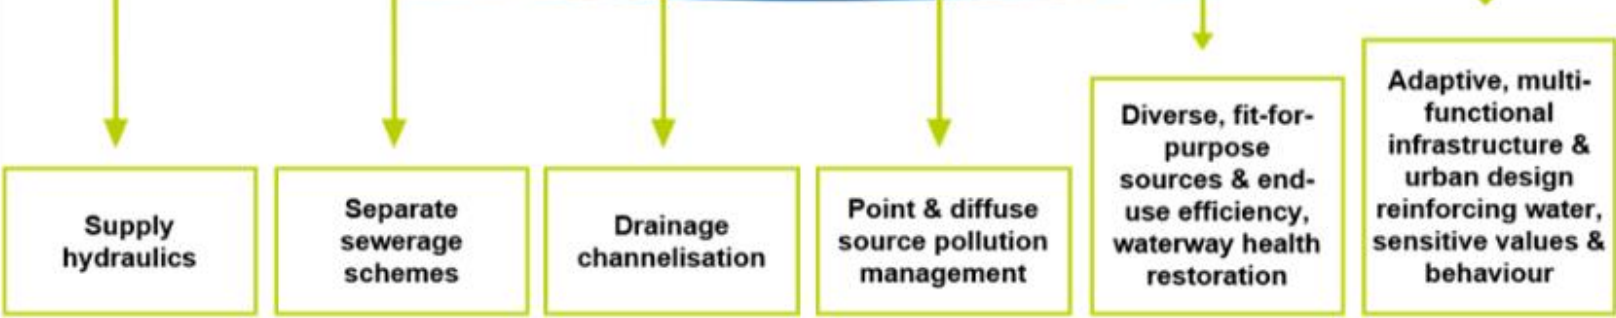 Supply
hydraulics
Separate
sewerage
schemes
Drainage
channelisation
Point & diffuse
source pollution
management
Diverse, fit-for-
purpose
sources & end-
use efficiency,
waterway health
restoration
Adaptive, multi-
functional
infrastructure &
urban design
reinforcing water,
sensitive values &
behaviour